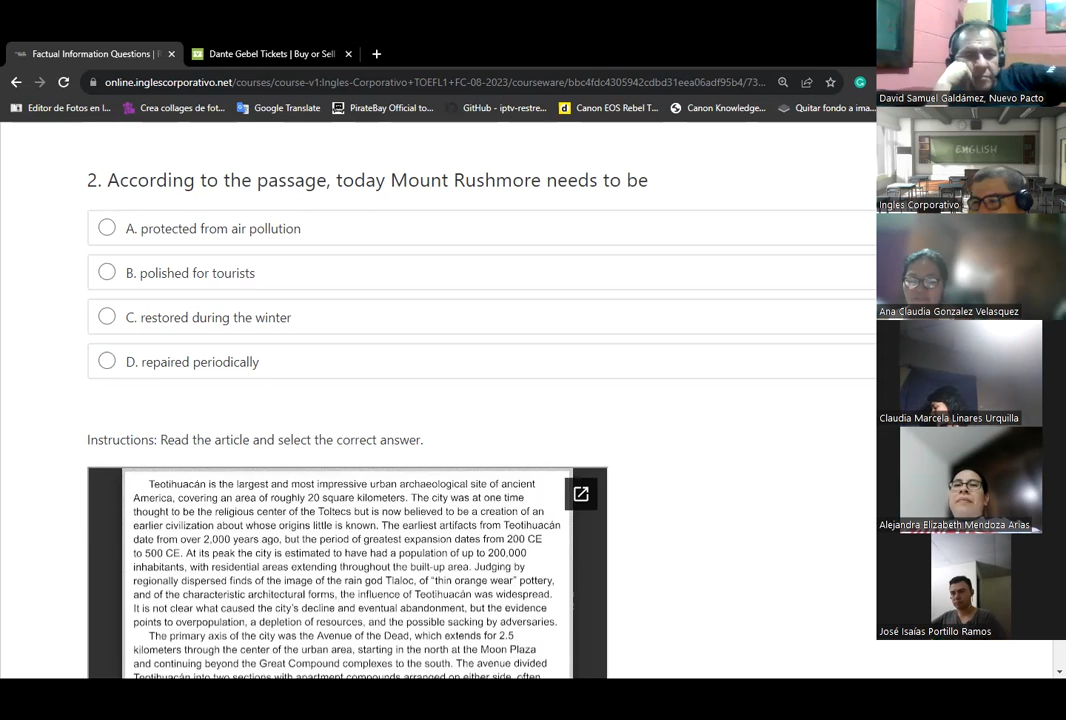 Factual Information Questions |
Dante Gebel Tickets | Buy or Sell
online.inglescorporativo.net/courses/course-v1:Ingles-Corporativo+TOEFL1+FC-08-2023/courseware/bbc4fdc4305942cdbd31eea06adf95b4/73...
Editor de Fotos en l...
Crea collages de fot...
Google Translate
PirateBay Official to...
GitHub - iptv-restre...
Canon EOS Rebel T...
Canon Knowledge...
Quitar fondo a ima...
2. According to the passage, today Mount Rushmore needs to be
A. protected from air pollution
B. polished for tourists
C. restored during the winter
D. repaired periodically
Instructions: Read the article and select the correct answer.
Teotihuacán is the largest and most impressive urban archaeological site of ancient
America, covering an area of roughly 20 square kilometers. The city was at one time
thought to be the religious center of the Toltecs but is now believed to be a creation of an
earlier civilization about whose origins little is known. The earliest artifacts from Teotihuacán
date from over 2,000 years ago, but the period of greatest expansion dates from 200 CE
to 500 CE. At its peak the city is estimated to have had a population of up to 200,000
inhabitants, with residential areas extending throughout the built-up area. Judging by
regionally dispersed finds of the image of the rain god Tlaloc, of "thin orange wear" pottery,
and of the characteristic architectural forms, the influence of Teotihuacán was widespread.
It is not clear what caused the city's decline and eventual abandonment, but the evidence
points to overpopulation, a depletion of resources, and the possible sacking by adversaries.
The primary axis of the city was the Avenue of the Dead, which extends for 2.5
kilometers through the center of the urban area, starting in the north at the Moon Plaza
and continuing beyond the Great Compound complexes to the south. The avenue divided
Teotihuacán into two sections with apartment compounds arranged on either side, often
David Samuel Galdámez, Nuevo Pacto
ENGLISH
Ingles Corporativo
Ana Claudia Gonzalez Velasquez
Claudia Marcela Linares Urquilla
Alejandra Elizabeth Mendoza Arias
José Isaías Portillo Ramos